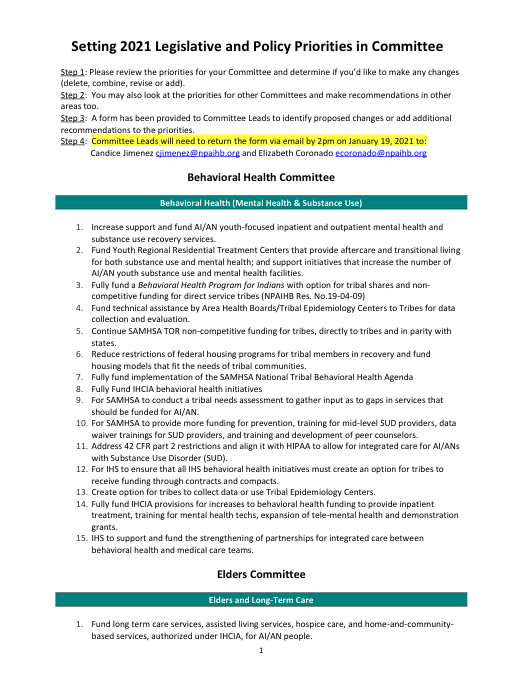 Setting 2021 Legislative and Policy Priorities in Committee
Step 1: Please review the priorities for your Committee and determine if you'd like to make any changes
(delete, combine, revise or add).
Step 2: You may also look at the priorities for other Committees and make recommendations in other
areas too.
Step 3: A form has been provided to Committee Leads to identify proposed changes or add additional
recommendations to the priorities.
Step 4: Committee Leads will need to return the form via email by 2pm on January 19, 2021 to:
Candice Jimenez cjimenez@npaihb.org and Elizabeth Coronado ecoronado@npaihb.org
Behavioral Health Committee
Behavioral Health (Mental Health & Substance Use)
1. Increase support and fund AI/AN youth-focused inpatient and outpatient mental health and
substance use recovery services.
2. Fund Youth Regional Residential Treatment Centers that provide aftercare and transitional living
for both substance use and mental health; and support initiatives that increase the number of
AI/AN youth substance use and mental health facilities.
3. Fully fund a Behavioral Health Program for Indians with option for tribal shares and non-
competitive funding for direct service tribes (NPAIHB Res. No.19-04-09)
4. Fund technical assistance by Area Health Boards/Tribal Epidemiology Centers to Tribes for data
collection and evaluation.
5. Continue SAMHSA TOR non-competitive funding for tribes, directly to tribes and in parity with
states.
6. Reduce restrictions of federal housing programs for tribal members in recovery and fund
housing models that fit the needs of tribal communities.
7. Fully fund implementation of the SAMHSA National Tribal Behavioral Health Agenda
8. Fully Fund IHCIA behavioral health initiatives
9. For SAMHSA to conduct a tribal needs assessment to gather input as to gaps in services that
should be funded for AI/AN.
10. For SAMHSA to provide more funding for prevention, training for mid-level SUD providers, data
waiver trainings for SUD providers, and training and development of peer counselors.
11. Address 42 CFR part 2 restrictions and align it with HIPAA to allow for integrated care for AI/ANs
with Substance Use Disorder (SUD).
12. For IHS to ensure that all IHS behavioral health initiatives must create an option for tribes to
receive funding through contracts and compacts.
13. Create option for tribes to collect data or use Tribal Epidemiology Centers.
14. Fully fund IHCIA provisions for increases to behavioral health funding to provide inpatient
treatment, training for mental health techs, expansion of tele-mental health and demonstration
grants.
15. IHS to support and fund the strengthening of partnerships for integrated care between
behavioral health and medical care teams.
Elders Committee
Elders and Long-Term Care
1. Fund long term care services, assisted living services, hospice care, and home-and-community-
based services, authorized under IHCIA, for AI/AN people.
1